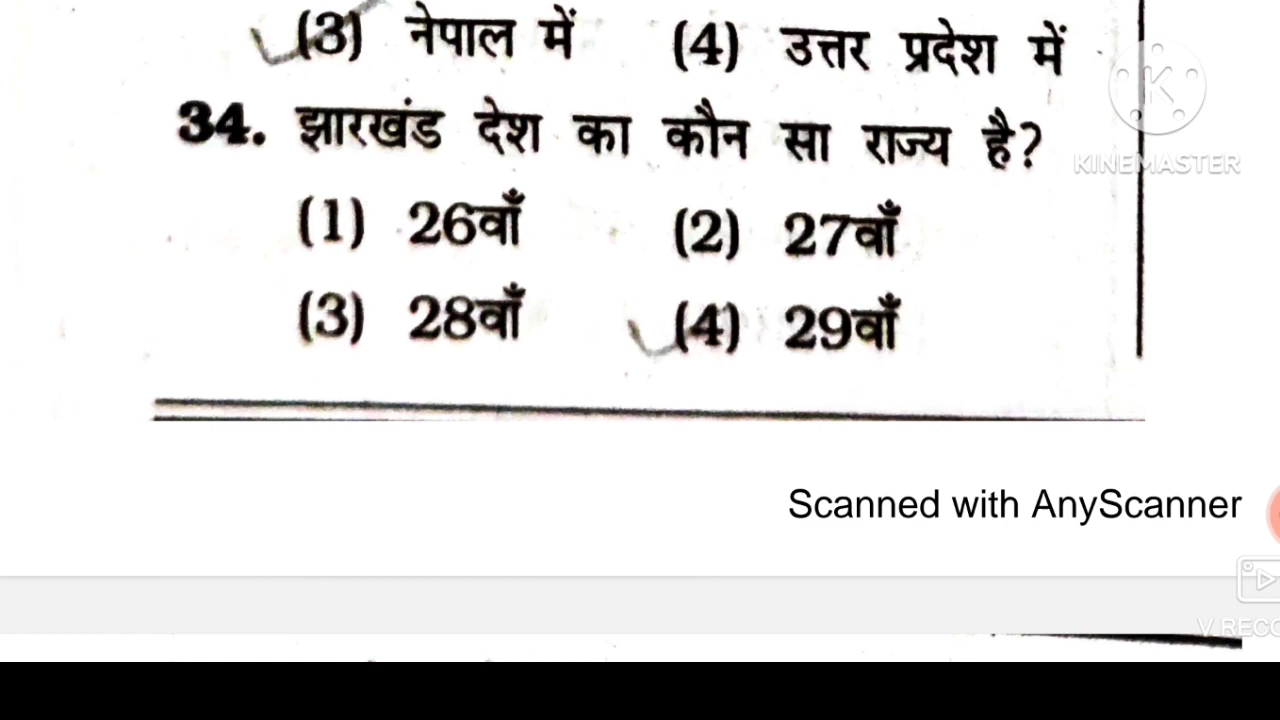 (3) नेपाल में (4) उत्तर प्रदेश में
34. झारखंड देश का कौन सा राज्य है?
(1) 26वाँ (2) 27वाँ
(3) 28वाँ (4) 29वाँ
K
KINEMASTER
Scanned with AnyScanner
V RECO